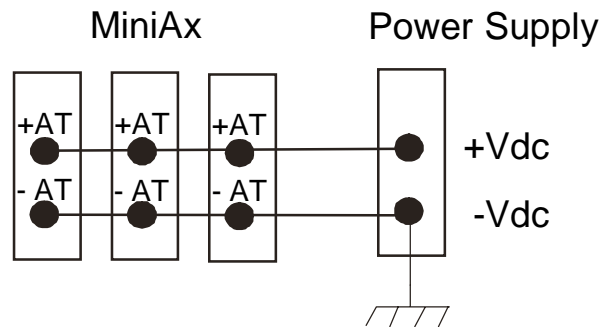 MiniAx Power Supply
+AT +AT +AT +Vdc
- AT - AT - AT -Vdc